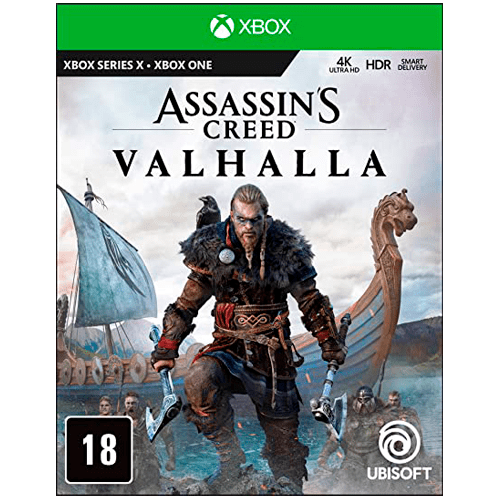 XBOX
XBOX SERIES X • XBOX ONE
4K
ULTRA HD
HDR
SMART
DELIVERY
ASSASSIN'S
CREED
VALHALLA
18
UBISOFT